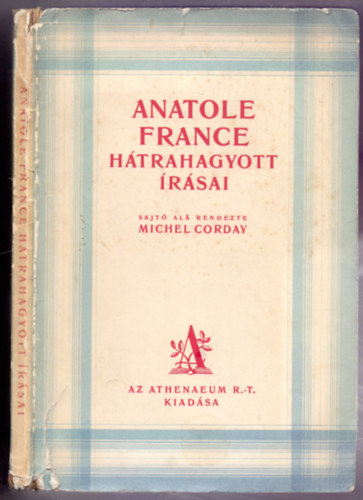 ANATOLE FRANCE HÁTRAHAGYOTT ÍRÁSAI
ANATOLE
FRANCE
HÁTRAHAGYOTT
ÍRÁSAI
SAJTÓ ALÁ RENDEZTE
MICHEL CORDAY
A
AZ ATHENAEUM R.-T.
KIADÁSA